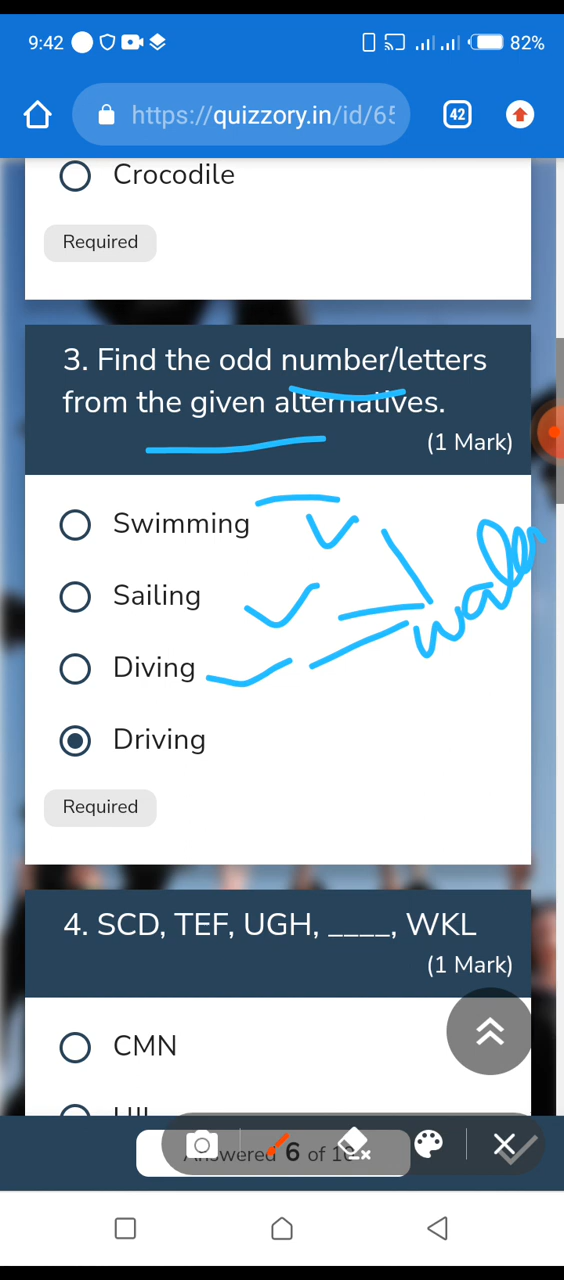 9:42
82%
https://quizzory.in/id/65
42
Crocodile
Required
3. Find the odd number/letters
from the given alternatives.
(1 Mark)
Swimming
Sailing
Diving
Driving
Required
4. SCD, TEF, UGH, ____, WKL
(1 Mark)
CMN
Answered 6 of 10